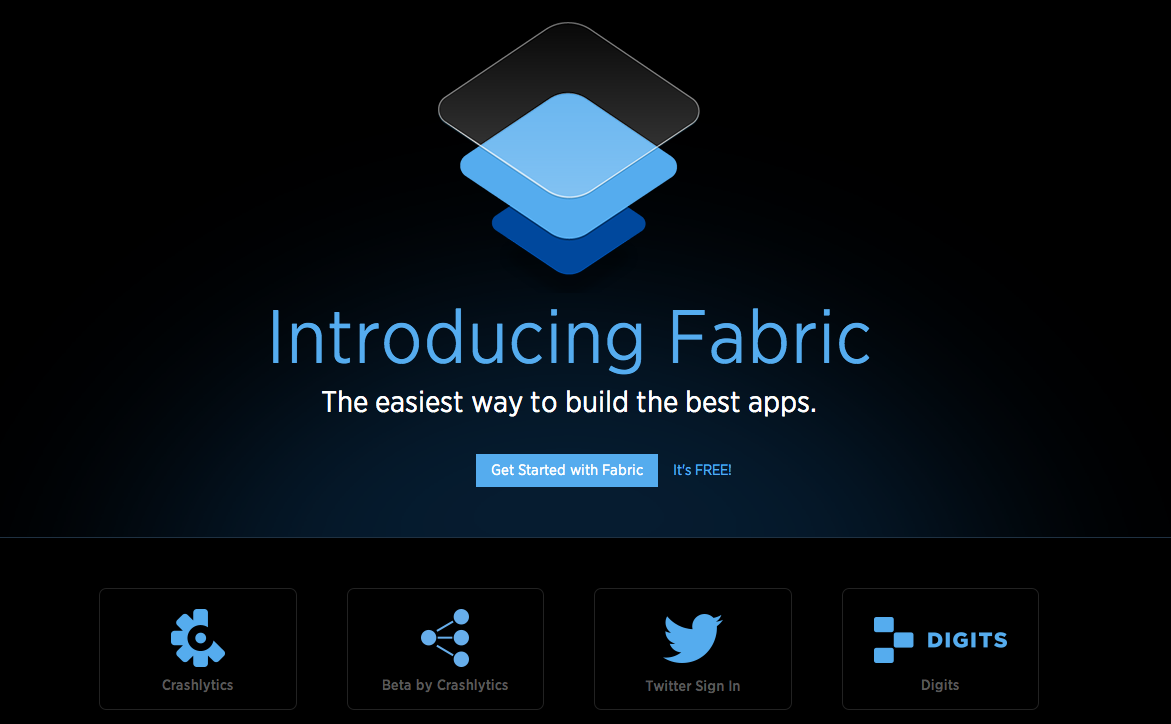 Introducing Fabric
The easiest way to build the best apps.
Get Started with Fabric It's FREE!
DIGITS
Crashlytics Beta by Crashlytics Twitter Sign In Digits